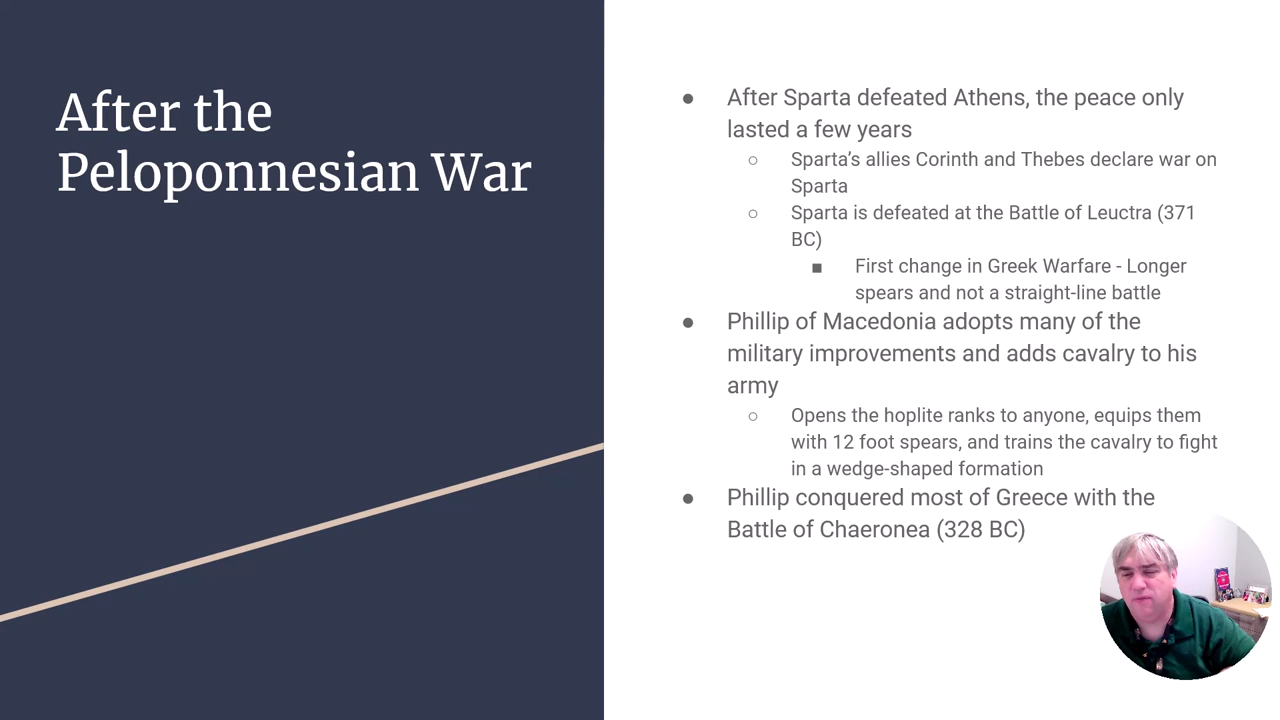 After the
Peloponnesian War
● After Sparta defeated Athens, the peace only
lasted a few years
○ Sparta’s allies Corinth and Thebes declare war on
Sparta
○ Sparta is defeated at the Battle of Leuctra (371
BC)
■ First change in Greek Warfare - Longer
spears and not a straight-line battle
● Phillip of Macedonia adopts many of the
military improvements and adds cavalry to his
army
○ Opens the hoplite ranks to anyone, equips them
with 12 foot spears, and trains the cavalry to fight
in a wedge-shaped formation
● Phillip conquered most of Greece with the
Battle of Chaeronea (328 BC)